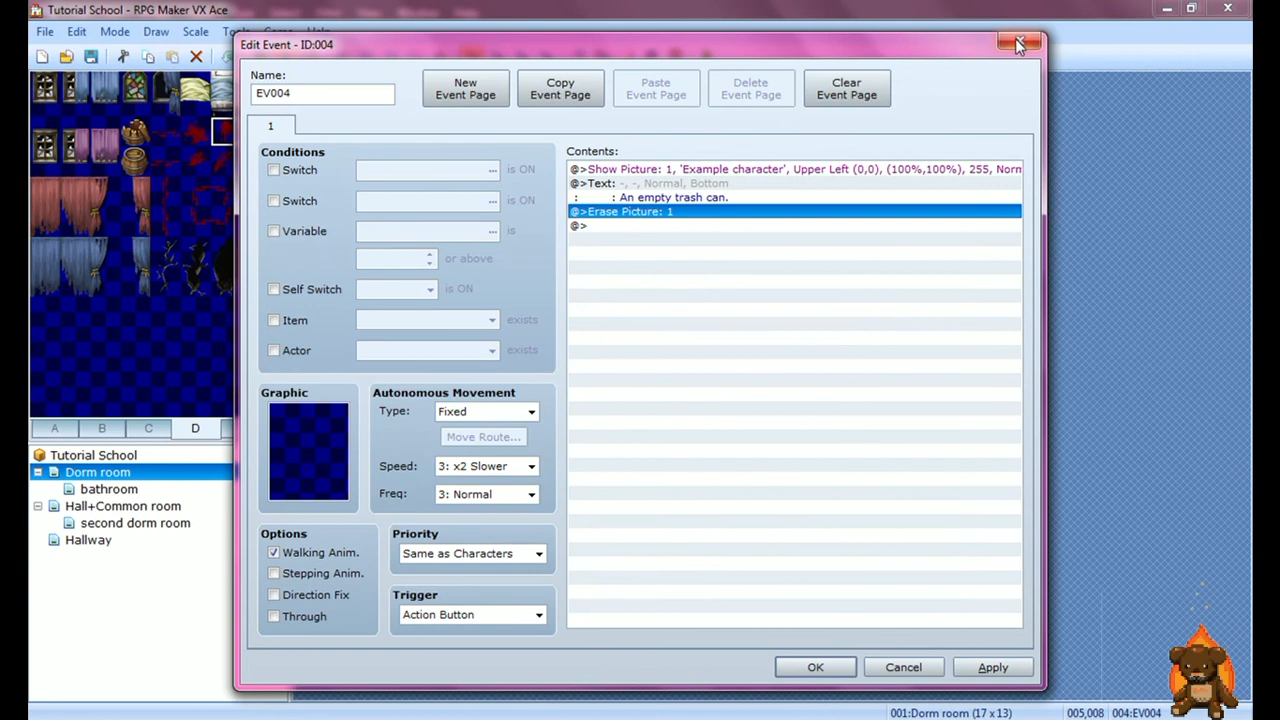 Tutorial School - RPG Maker VX Ace
File Edit Mode Draw Scale
Edit Event - ID:004
Name:
EV004
New Event Page
Copy Event Page
Paste Event Page
Delete Event Page
Clear Event Page
1
Conditions
Switch ... is ON
Switch ... is ON
Variable ... is
or above
Self Switch is ON
Item exists
Actor exists
Graphic
Autonomous Movement
Type: Fixed
Move Route...
Speed: 3: x2 Slower
Freq: 3: Normal
Options
Walking Anim.
Stepping Anim.
Direction Fix
Through
Priority
Same as Characters
Trigger
Action Button
Contents:
@>Show Picture: 1, 'Example character', Upper Left (0,0), (100%,100%), 255, Norm
@>Text: -, -, Normal, Bottom
: : An empty trash can.
@>Erase Picture: 1
@>
OK Cancel Apply
A B C D
Tutorial School
Dorm room
bathroom
Hall+Common room
second dorm room
Hallway
001:Dorm room (17 x 13) 005,008 004:EV004